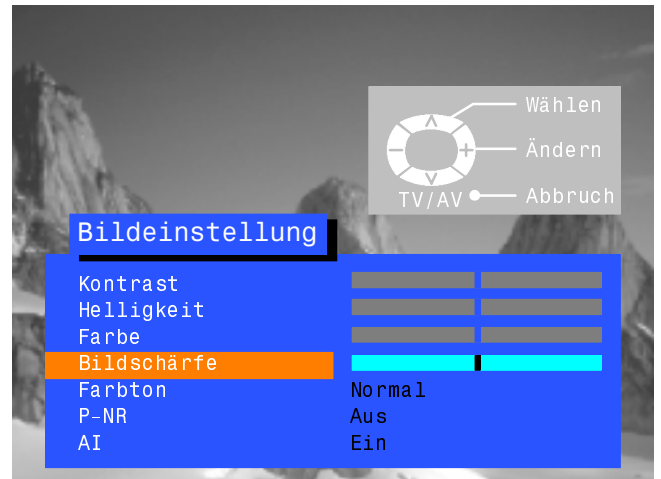 Wählen
Ändern
TV/AV Abbruch
Bildeinstellung
Kontrast
Helligkeit
Farbe
Bildschärfe
Farbton Normal
P-NR Aus
AI Ein